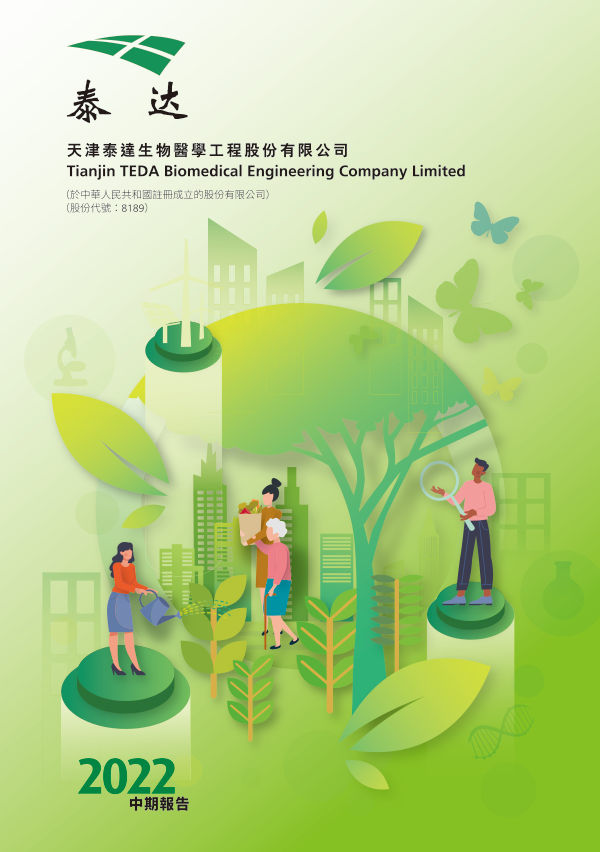 泰达
天津泰達生物醫學工程股份有限公司
Tianjin TEDA Biomedical Engineering Company Limited
（於中華人民共和國註冊成立的股份有限公司）
（股份代號：8189）
2022
中期報告